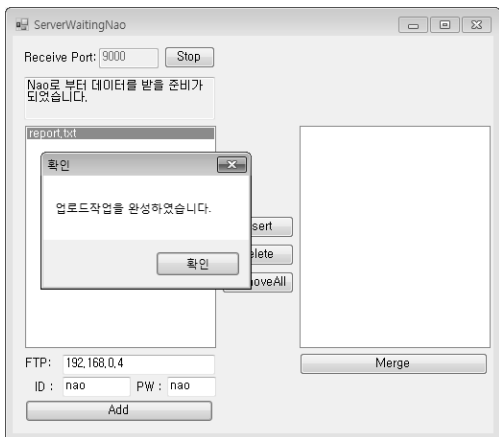 ServerWaitingNao
Receive Port: 9000 Stop
Nao로 부터 데이터를 받을 준비가
되었습니다.
report.txt
확인
업로드작업을 완성하였습니다.
확인
sert
elete
oveAll
FTP: 192.168.0.4
ID : nao PW : nao
Add
Merge